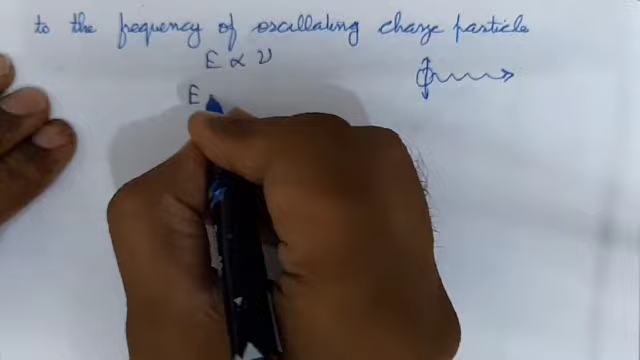 to the frequency of oscillating charge particle
E ∝ ν
E